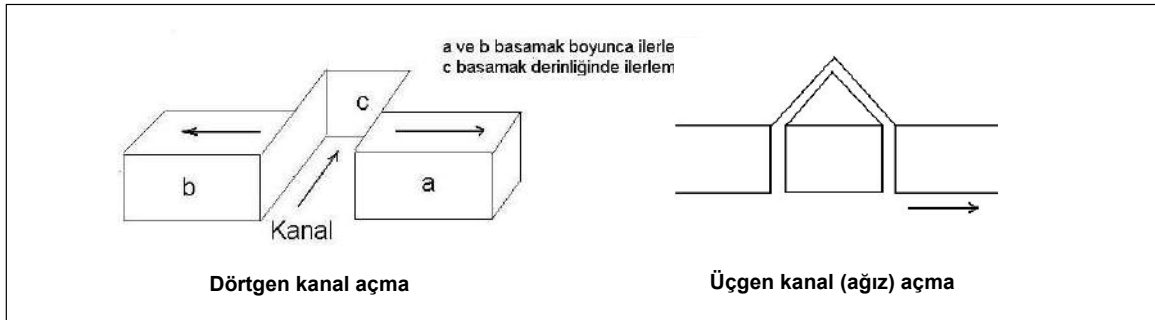 a ve b basamak boyunca ilerle
c basamak derinliğinde ilerlem
c
b
a
Kanal
Dörtgen kanal açma
Üçgen kanal (ağız) açma